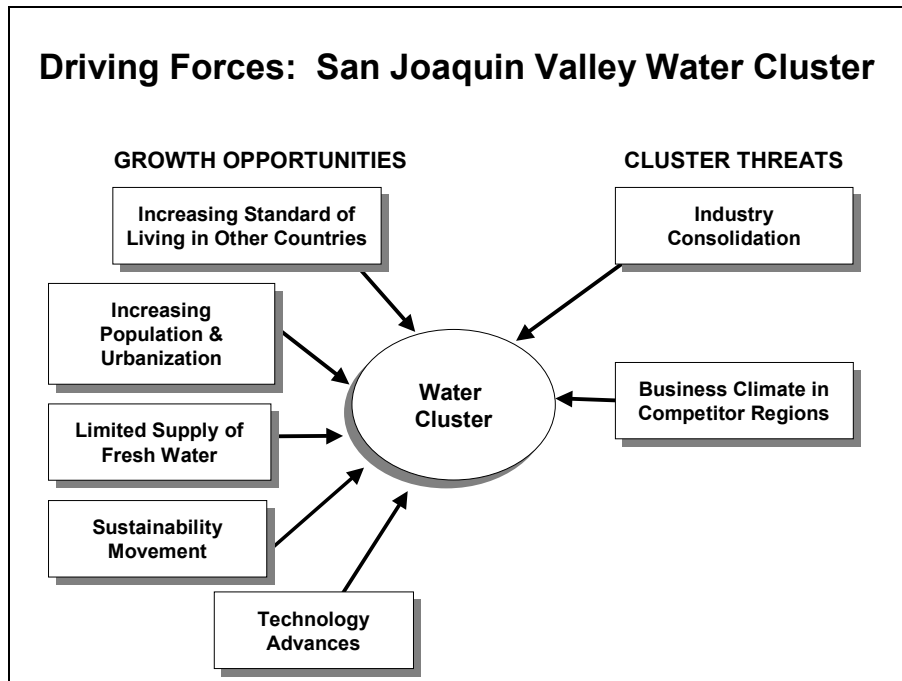 Driving Forces: San Joaquin Valley Water Cluster
GROWTH OPPORTUNITIES
Increasing Standard of
Living in Other Countries
Increasing
Population &
Urbanization
Limited Supply of
Fresh Water
Sustainability
Movement
Technology
Advances
Water
Cluster
CLUSTER THREATS
Industry
Consolidation
Business Climate in
Competitor Regions